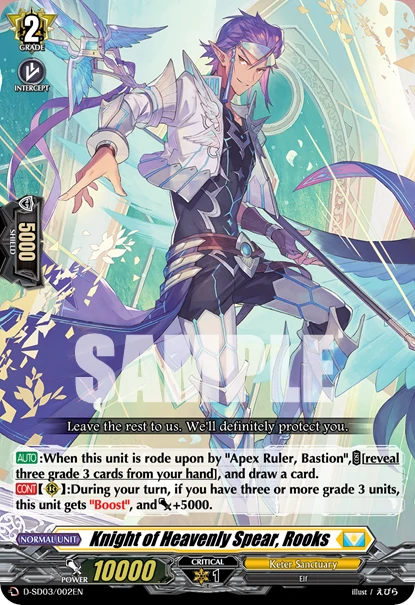 2
GRADE
INTERCEPT
5000
SHIELD
SAMPLE
Leave the rest to us. We'll definitely protect you.
AUTO:When this unit is rode upon by "Apex Ruler, Bastion", [reveal
three grade 3 cards from your hand], and draw a card.
CONT【 】:During your turn, if you have three or more grade 3 units,
this unit gets "Boost", and +5000.
NORMAL UNIT
Knight of Heavenly Spear, Rooks
POWER 10000
CRITICAL
1
Keter Sanctuary
Elf
D-SD03/002EN
illust / えびら